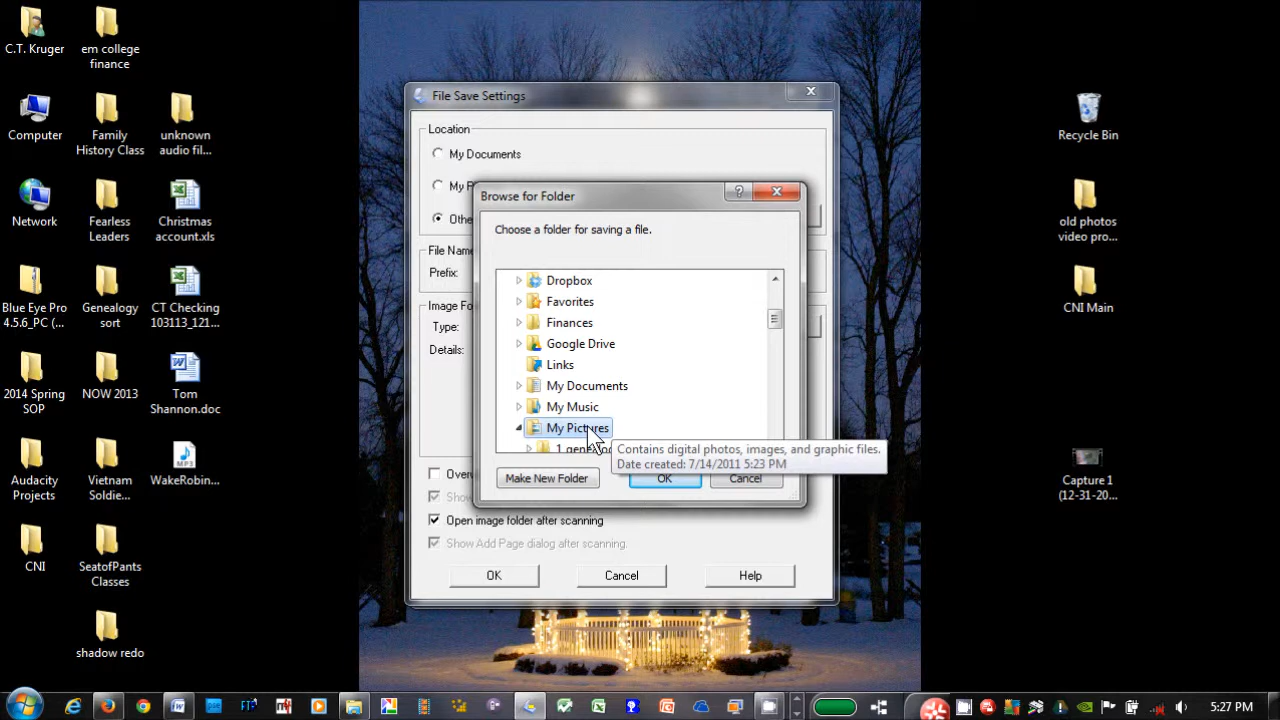 C.T. Kruger
em college
finance
Computer
Family
History Class
unknown
audio fil...
Network
Fearless
Leaders
Christmas
account.xls
Blue Eye Pro
4.5.6_PC (...
Genealogy
sort
CT Checking
103113_121...
2014 Spring
SOP
NOW 2013
Tom
Shannon.doc
Audacity
Projects
Vietnam
Soldie...
WakeRobin...
CNI
SeatofPants
Classes
shadow redo
File Save Settings
Location
My Documents
My P
Othe
File Name
Prefix:
Image Fo
Type:
Details:
Browse for Folder
?
Choose a folder for saving a file.
Dropbox
Favorites
Finances
Google Drive
Links
My Documents
My Music
My Pictures
Contains digital photos, images, and graphic files.
Date created: 7/14/2011 5:23 PM
Make New Folder
OK
Cancel
Overw
Show
Open image folder after scanning
Show Add Page dialog after scanning.
OK
Cancel
Help
Recycle Bin
old photos
video pro...
CNI Main
Capture 1
(12-31-20...
5:27 PM